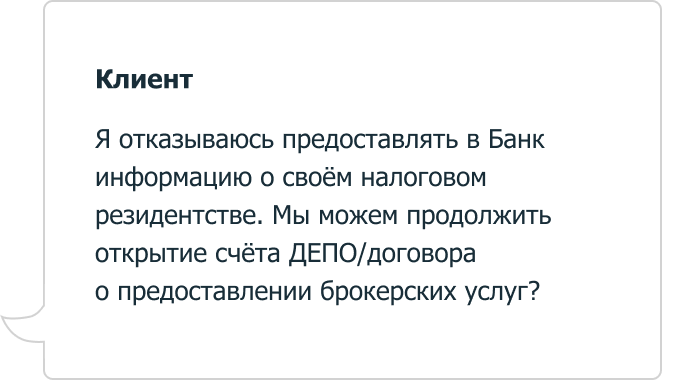 Клиент
Я отказываюсь предоставлять в Банк
информацию о своём налоговом
резидентстве. Мы можем продолжить
открытие счёта ДЕПО/договора
о предоставлении брокерских услуг?